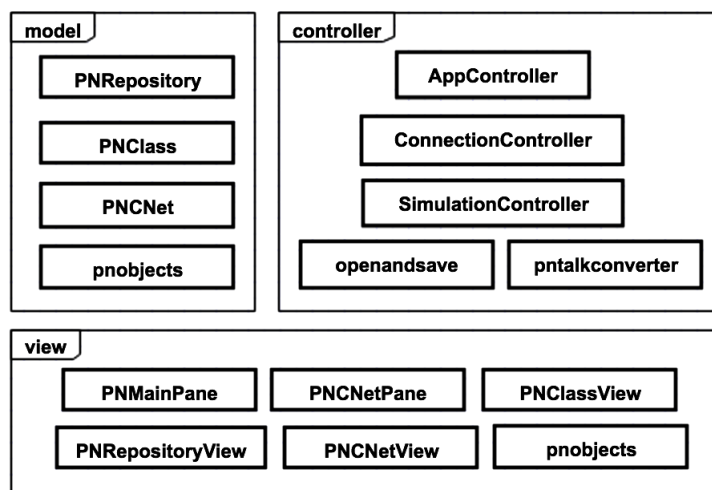 model
PNRepository
PNClass
PNCNet
pnobjects
controller
AppController
ConnectionController
SimulationController
openandsave pntalkconverter
view
PNMainPane PNCNetPane PNClassView
PNRepositoryView PNCNetView pnobjects